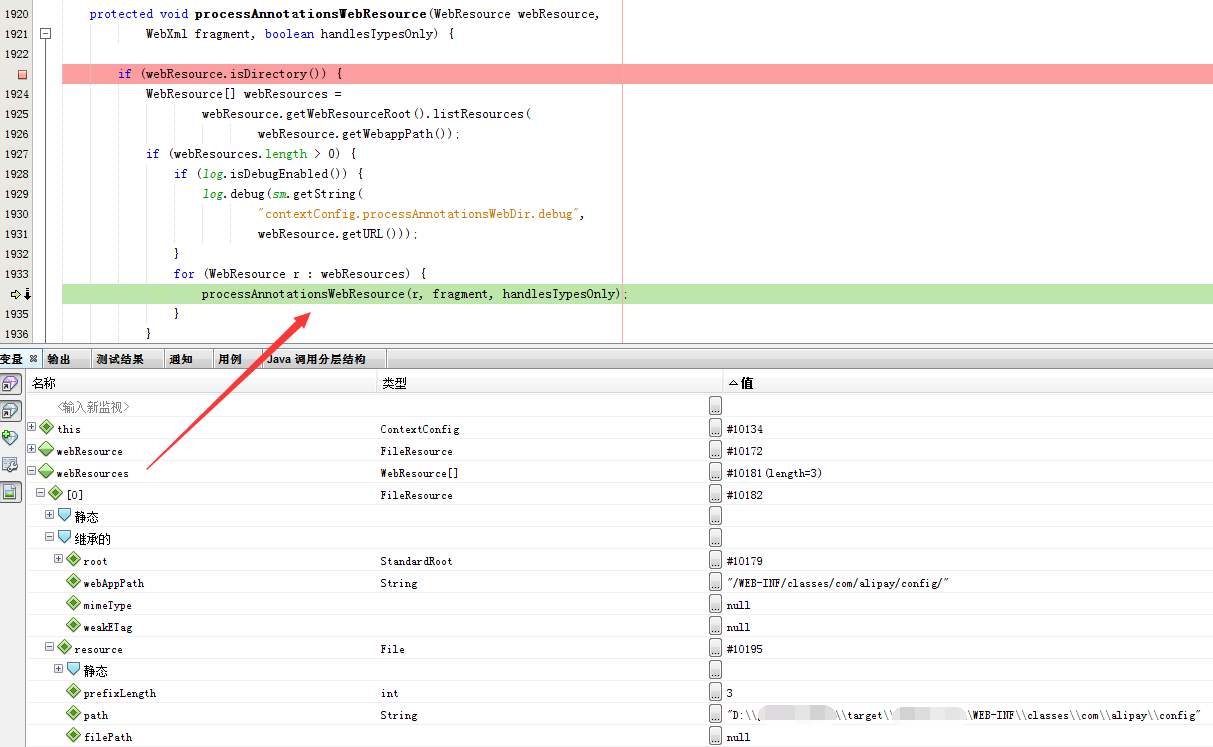 1920 protected void processAnnotationsWebResource(WebResource webResource,
1921 WebXml fragment, boolean handlesTypesOnly) {
1922
if (webResource.isDirectory()) {
1924 WebResource[] webResources =
1925 webResource.getWebResourceRoot().listResources(
1926 webResource.getWebappPath());
1927 if (webResources.length > 0) {
1928 if (log.isDebugEnabled()) {
1929 log.debug(sm.getString(
1930 "contextConfig.processAnnotationsWebDir.debug",
1931 webResource.getURL()));
1932 }
1933 for (WebResource r : webResources) {
processAnnotationsWebResource(r, fragment, handlesTypesOnly);
1935 }
1936 }
变量 输出 测试结果 通知 用例 Java 调用分层结构
名称 类型 值
<输入新监视> ...
this ContextConfig ... #10134
webResource FileResource ... #10172
webResources WebResource[] ... #10181(length=3)
[0] FileResource ... #10182
静态 ...
继承的 ...
root StandardRoot ... #10179
webAppPath String ... "/WEB-INF/classes/com/alipay/config/"
mimeType ... null
weakETag ... null
resource File ... #10195
静态 ...
prefixLength int ... 3
path String ... "D:\\ \\target\\ \WEB-INF\\classes\\com\\alipay\\config"
filePath ... null